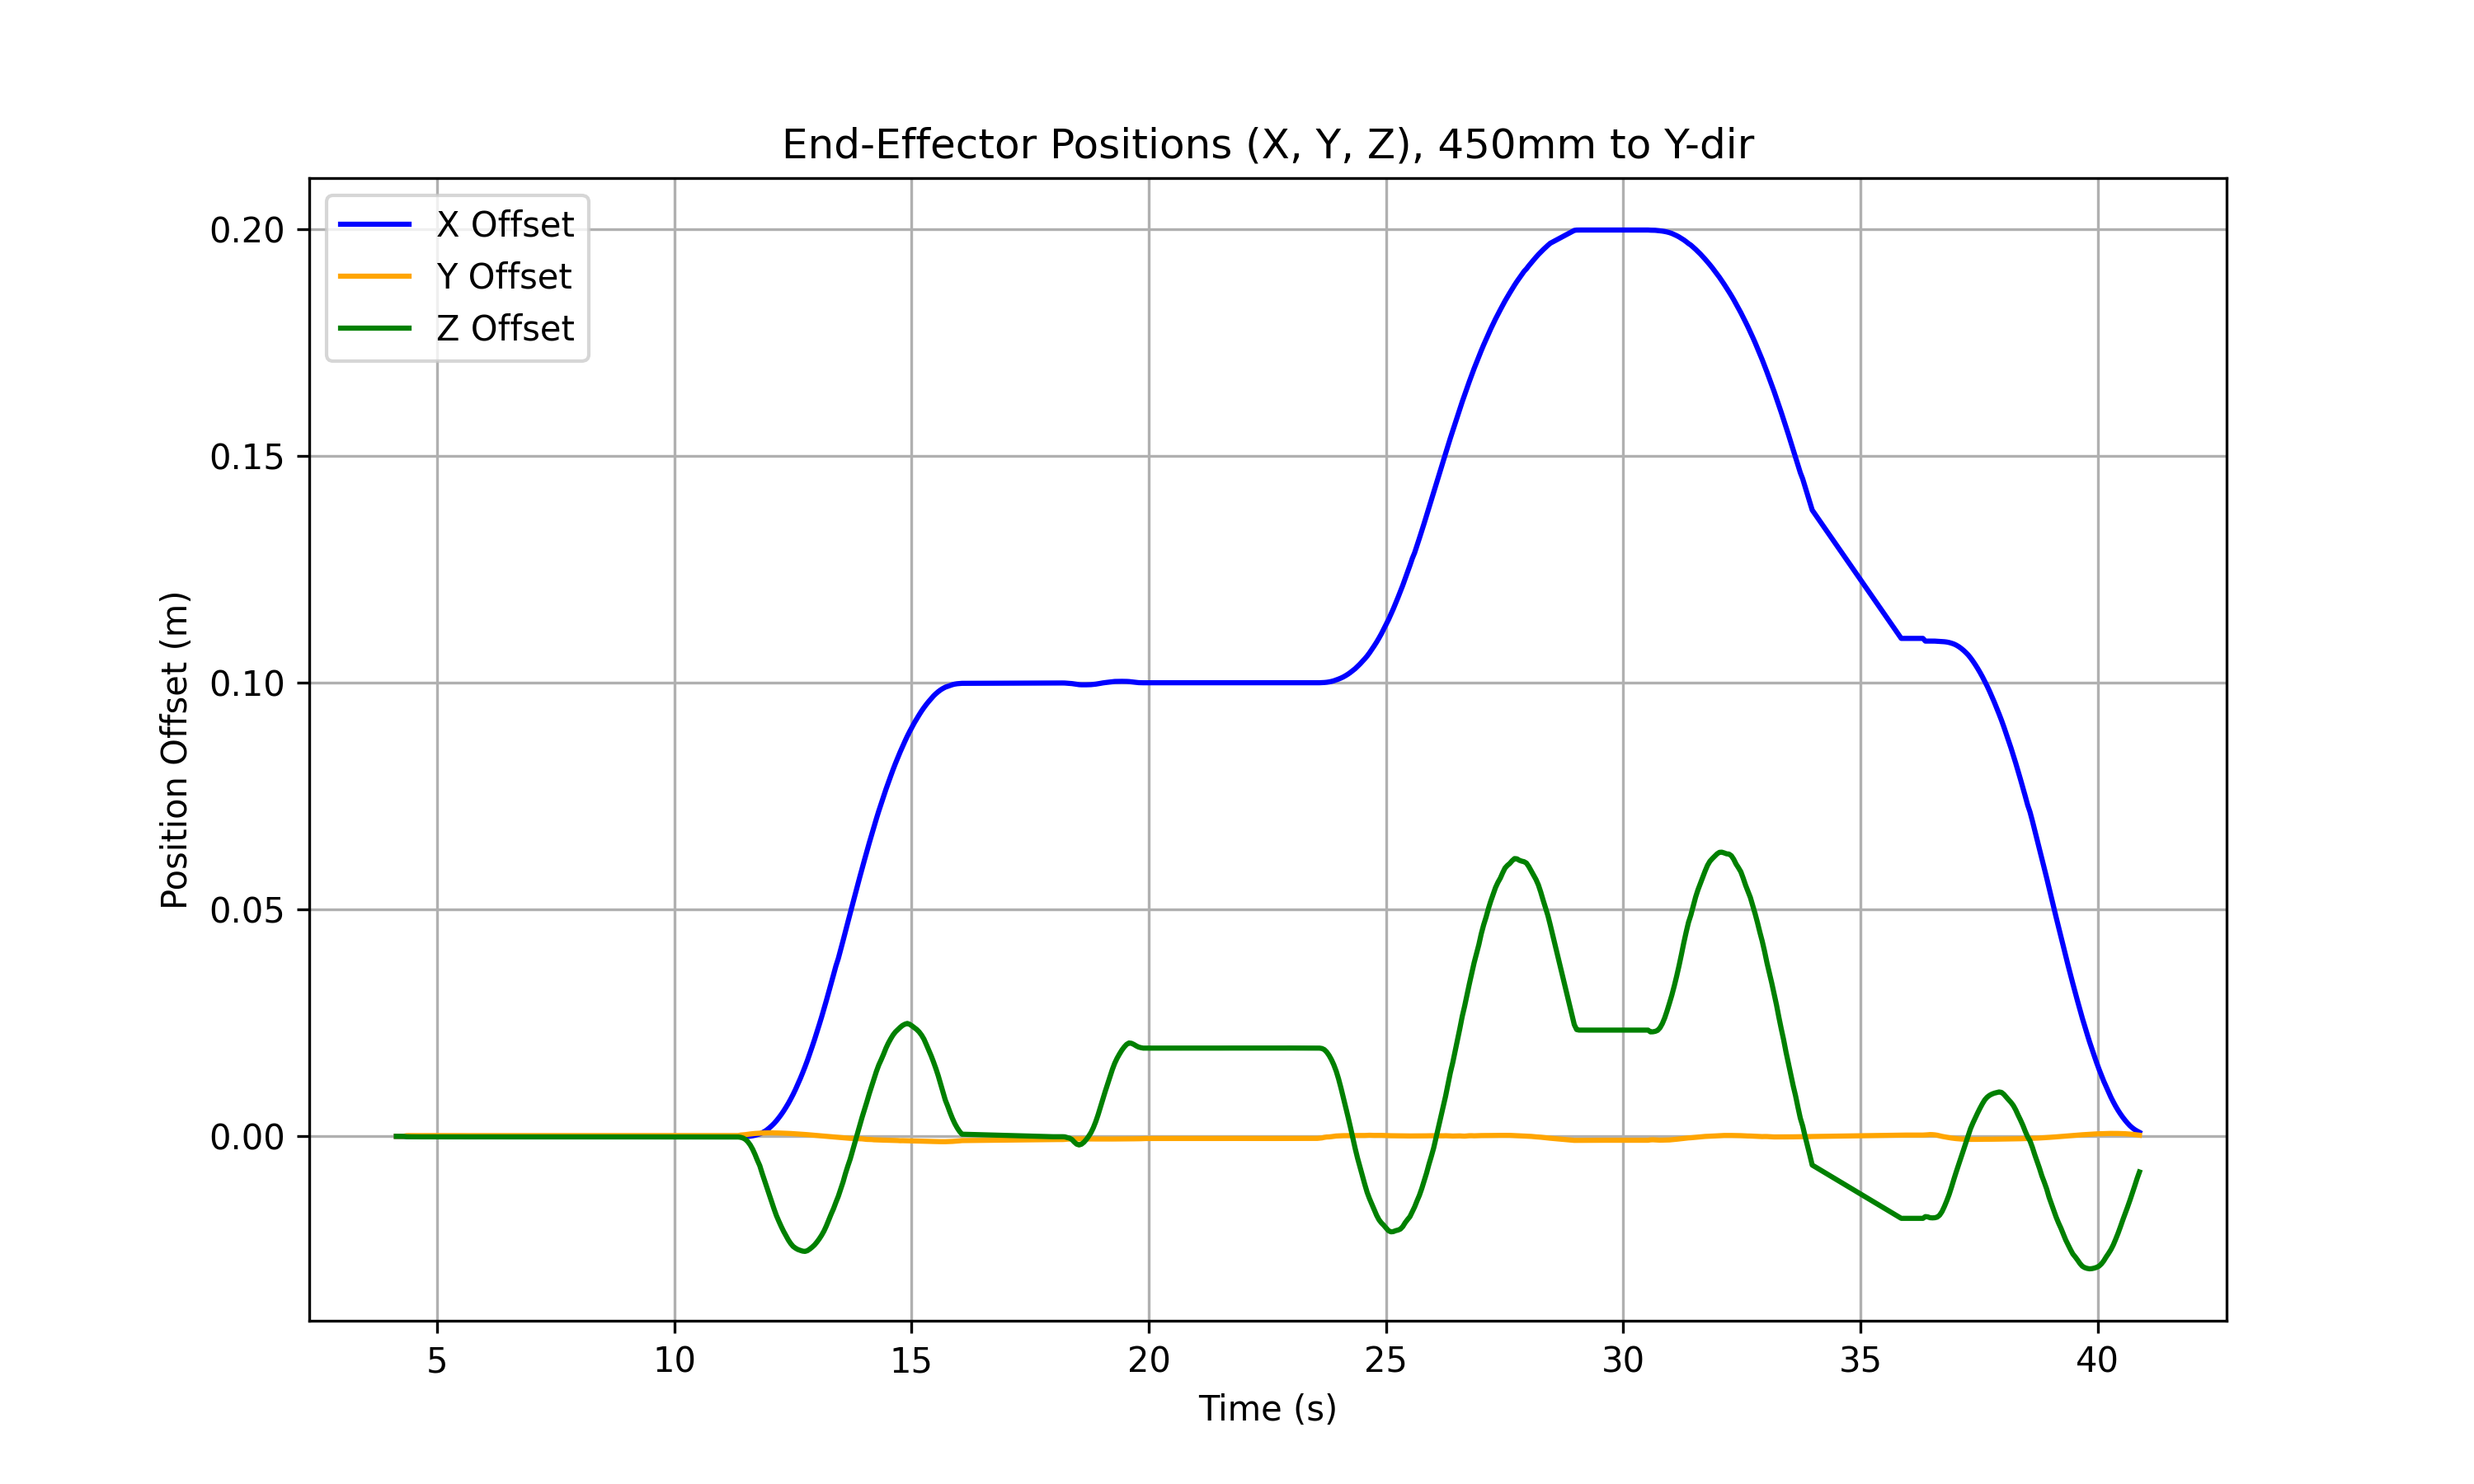 End-Effector Positions (X, Y, Z), 450mm to Y-dir
X Offset
Y Offset
Z Offset
Position Offset (m)
0.20
0.15
0.10
0.05
0.00
5 10 15 20 25 30 35 40
Time (s)